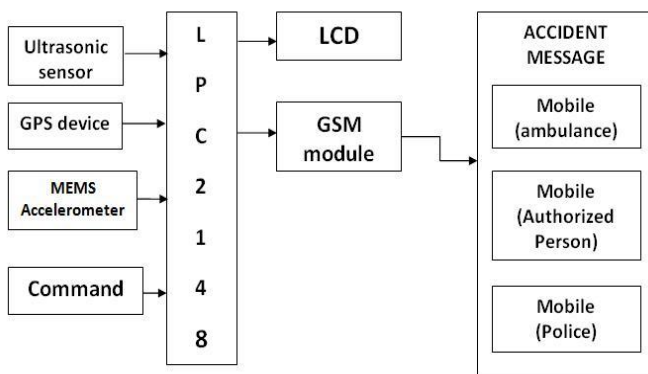 Ultrasonic
sensor
GPS device
MEMS
Accelerometer
Command
L
P
C
2
1
4
8
LCD
GSM
module
ACCIDENT
MESSAGE
Mobile
(ambulance)
Mobile
(Authorized
Person)
Mobile
(Police)